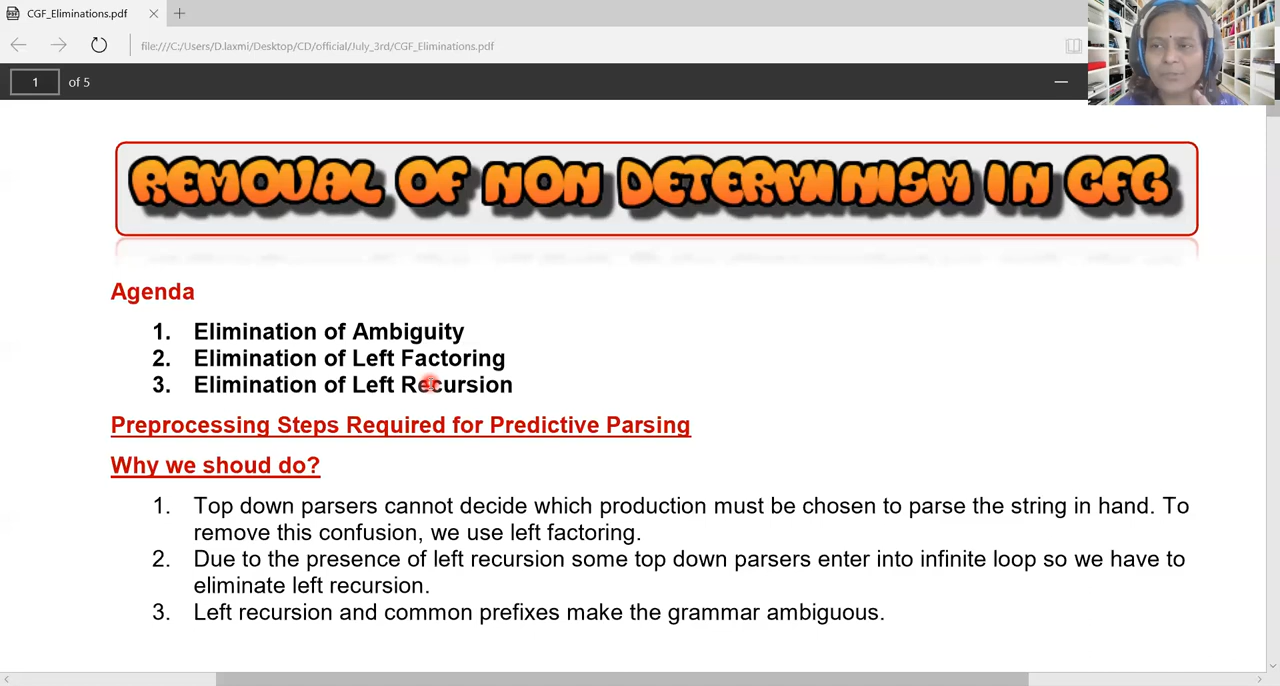 CGF_Eliminations.pdf
file:///C:/Users/D.laxmi/Desktop/CD/official/July_3rd/CGF_Eliminations.pdf
1 of 5
REMOVAL OF NON DETERMINISM IN CFG
Agenda
1. Elimination of Ambiguity
2. Elimination of Left Factoring
3. Elimination of Left Recursion
Preprocessing Steps Required for Predictive Parsing
Why we shoud do?
1. Top down parsers cannot decide which production must be chosen to parse the string in hand. To
remove this confusion, we use left factoring.
2. Due to the presence of left recursion some top down parsers enter into infinite loop so we have to
eliminate left recursion.
3. Left recursion and common prefixes make the grammar ambiguous.